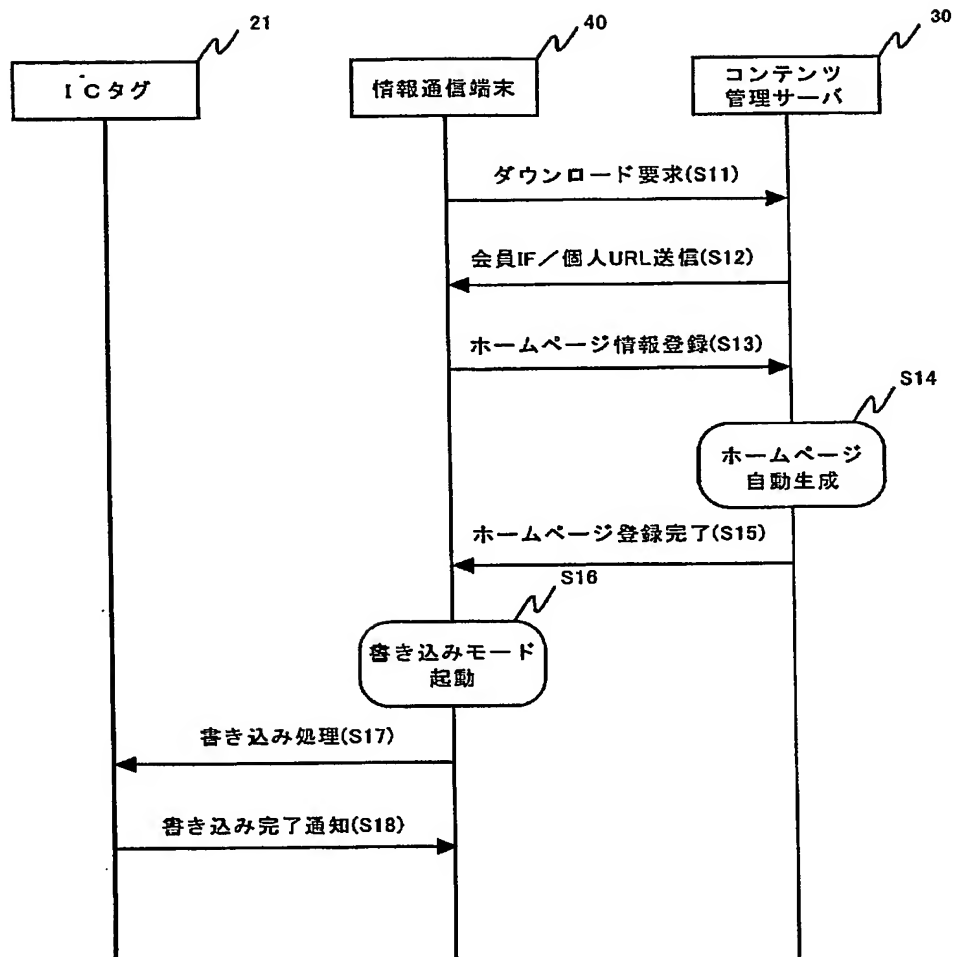 21
40
30
ICタグ
情報通信端末
コンテンツ
管理サーバ
ダウンロード要求(S11)
会員IF／個人URL送信(S12)
ホームページ情報登録(S13)
S14
ホームページ
自動生成
ホームページ登録完了(S15)
S16
書き込みモード
起動
書き込み処理(S17)
書き込み完了通知(S18)